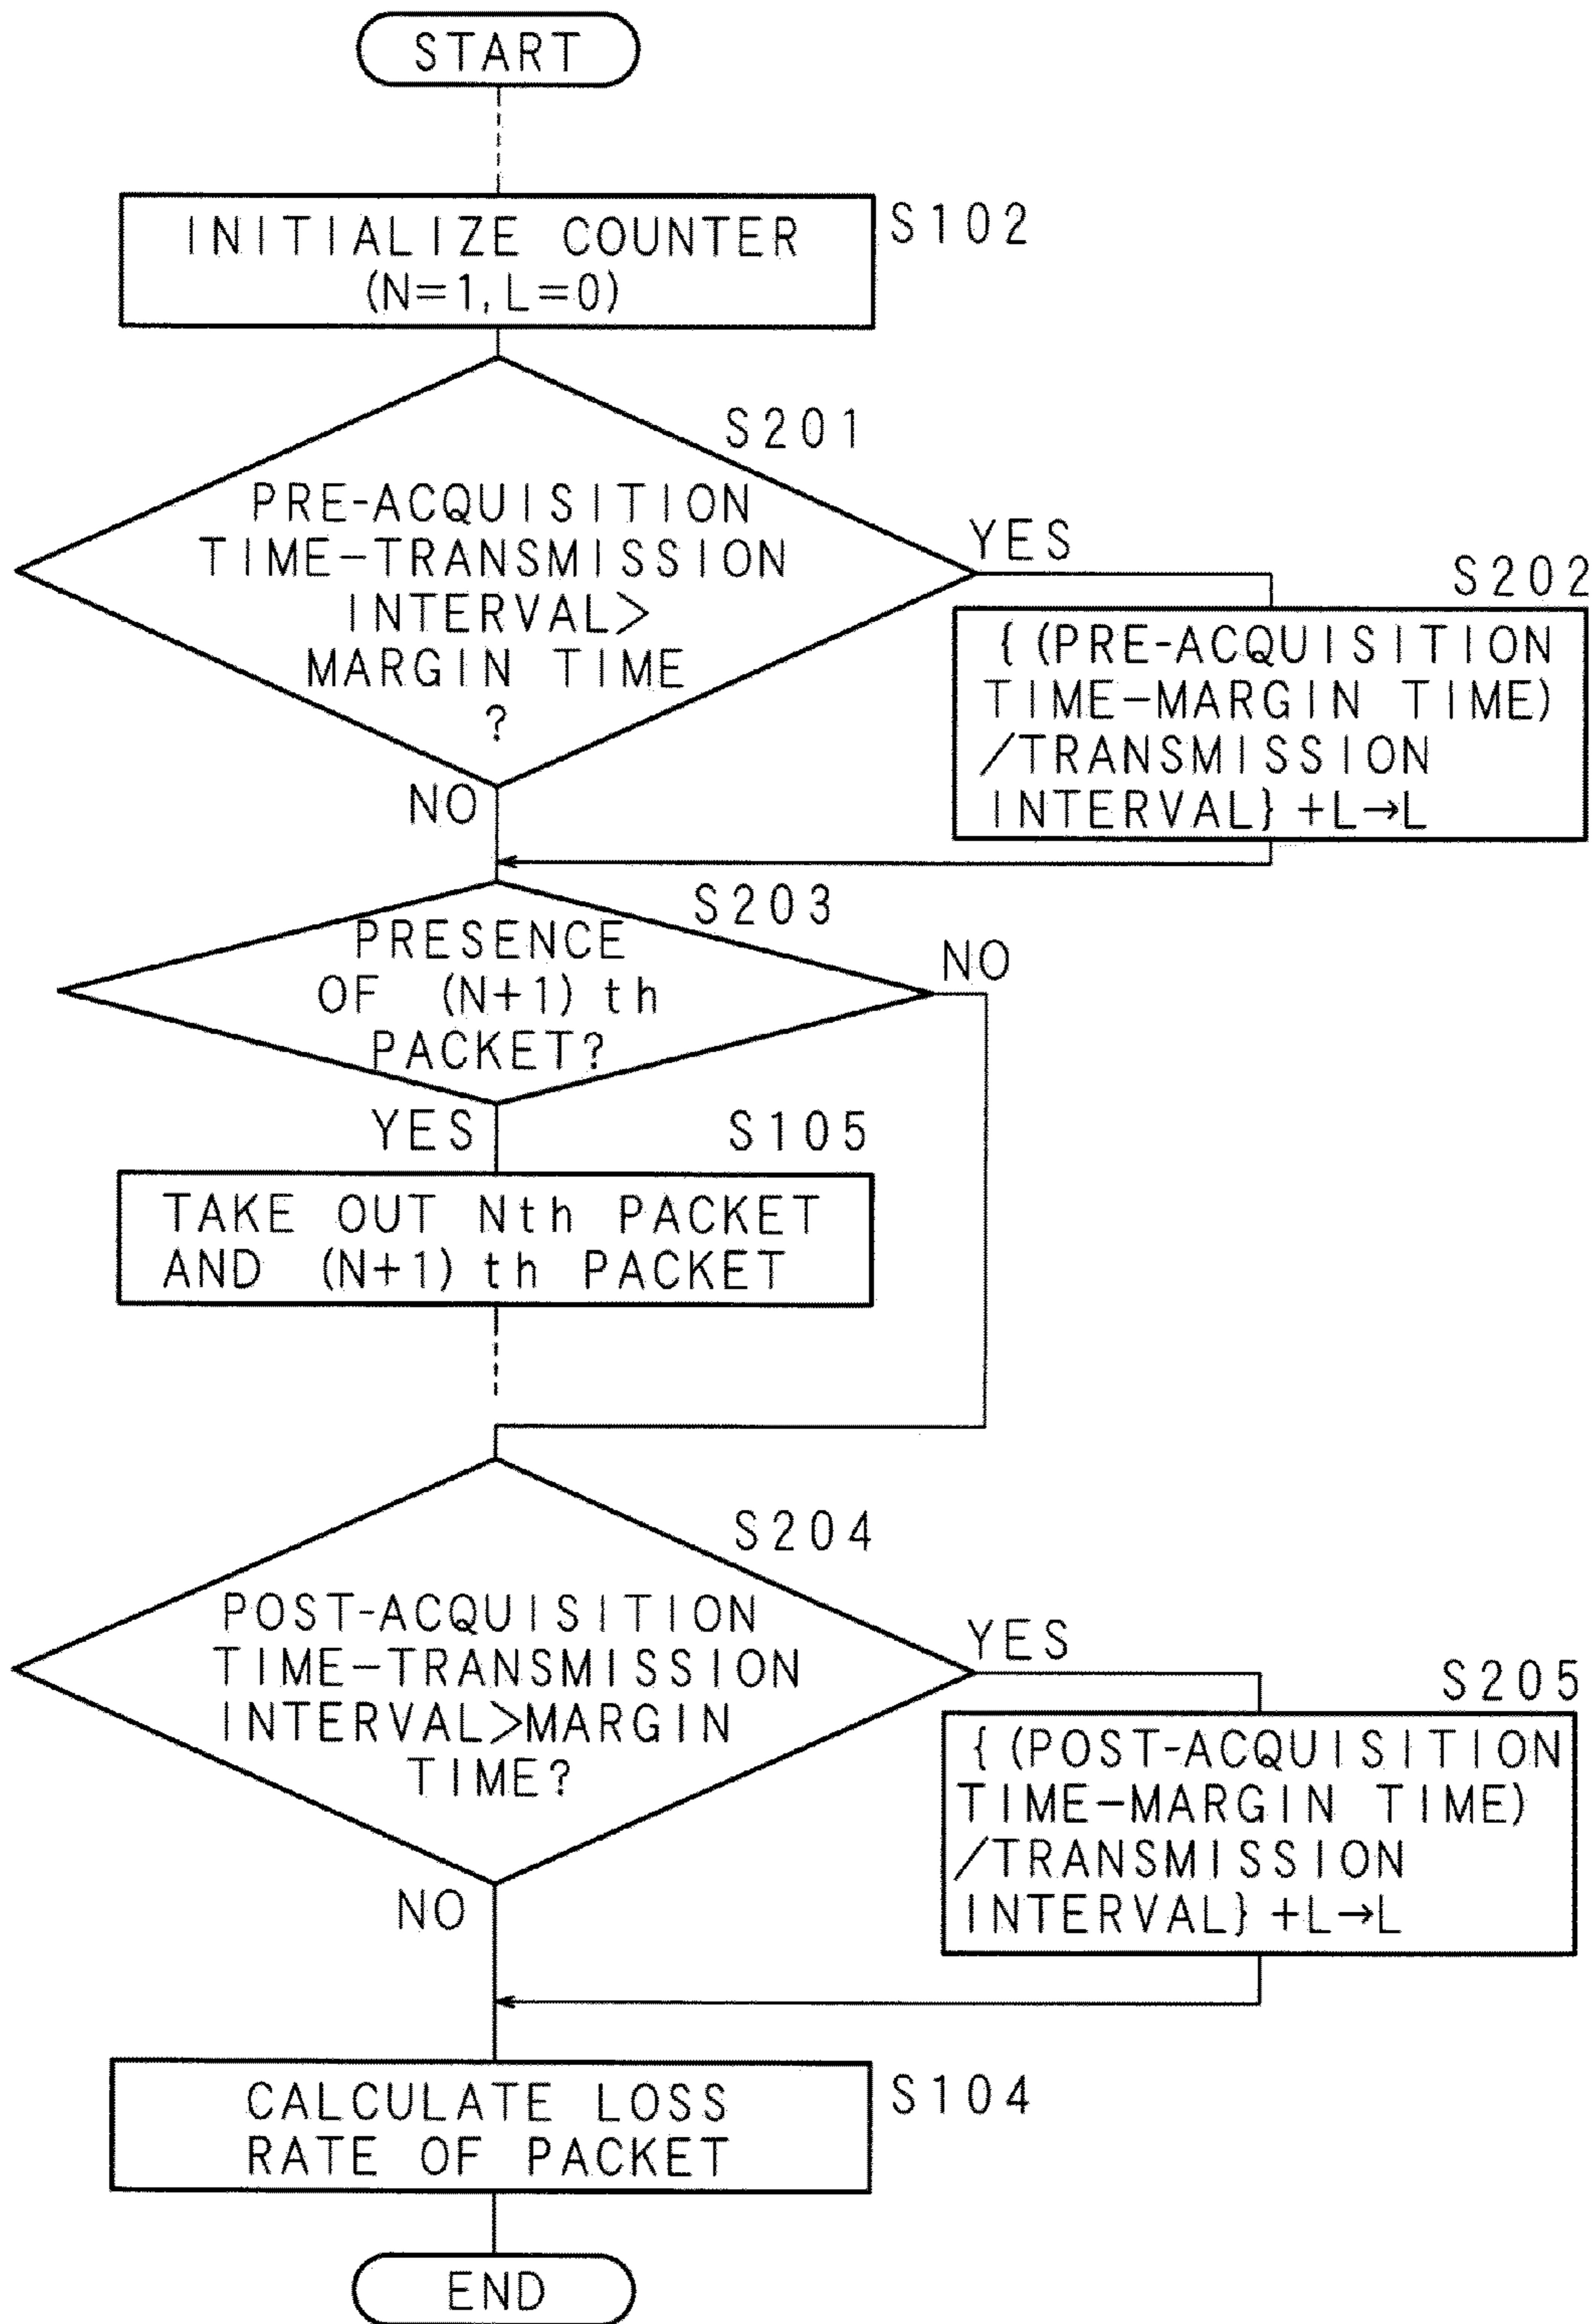 START
INITIALIZE COUNTER
(N=1, L=0)
S102
S201
PRE-ACQUISITION
TIME-TRANSMISSION
INTERVAL>
MARGIN TIME
?
YES
NO
S202
{(PRE-ACQUISITION
TIME-MARGIN TIME)
/TRANSMISSION
INTERVAL}+L→L
S203
PRESENCE
OF (N+1)th
PACKET?
NO
YES
S105
TAKE OUT Nth PACKET
AND (N+1)th PACKET
S204
POST-ACQUISITION
TIME-TRANSMISSION
INTERVAL>MARGIN
TIME?
YES
NO
S205
{(POST-ACQUISITION
TIME-MARGIN TIME)
/TRANSMISSION
INTERVAL}+L→L
CALCULATE LOSS
RATE OF PACKET
S104
END